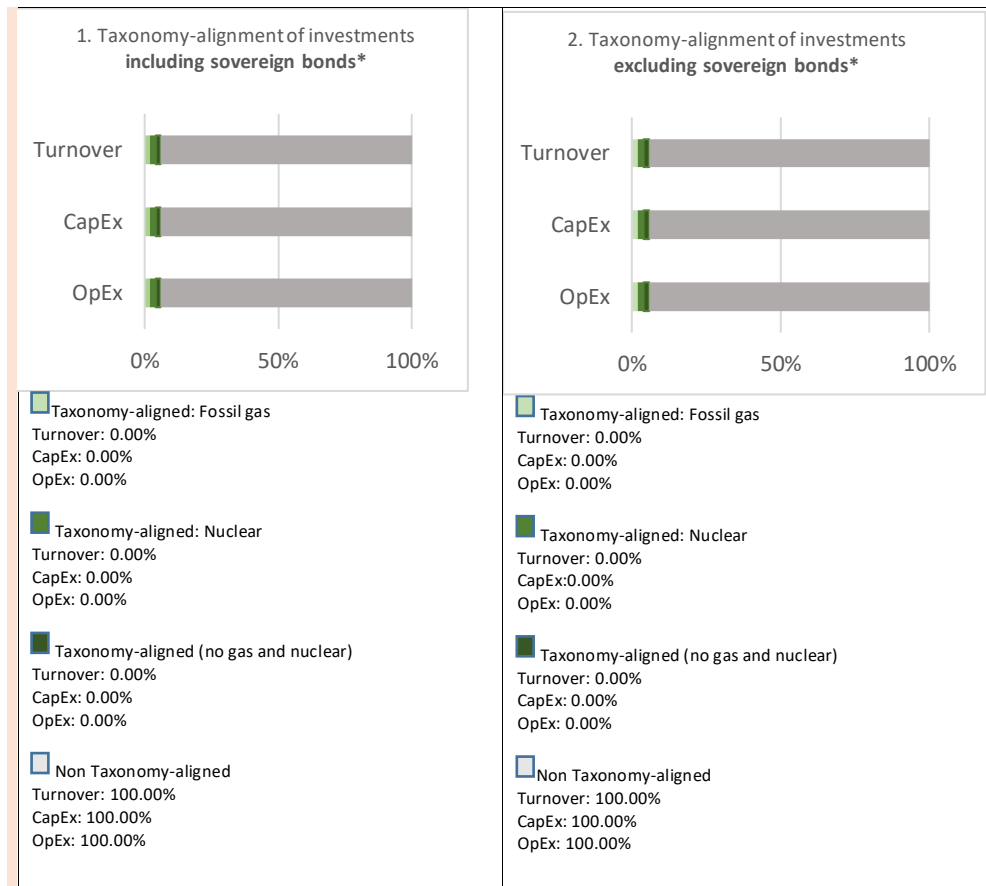 1. Taxonomy-alignment of investments
including sovereign bonds*
Turnover
CapEx
OpEx
0% 50% 100%
Taxonomy-aligned: Fossil gas
Turnover: 0.00%
CapEx: 0.00%
OpEx: 0.00%
Taxonomy-aligned: Nuclear
Turnover: 0.00%
CapEx: 0.00%
OpEx: 0.00%
Taxonomy-aligned (no gas and nuclear)
Turnover: 0.00%
CapEx: 0.00%
OpEx: 0.00%
Non Taxonomy-aligned
Turnover: 100.00%
CapEx: 100.00%
OpEx: 100.00%
2. Taxonomy-alignment of investments
excluding sovereign bonds*
Turnover
CapEx
OpEx
0% 50% 100%
Taxonomy-aligned: Fossil gas
Turnover: 0.00%
CapEx: 0.00%
OpEx: 0.00%
Taxonomy-aligned: Nuclear
Turnover: 0.00%
CapEx:0.00%
OpEx: 0.00%
Taxonomy-aligned (no gas and nuclear)
Turnover: 0.00%
CapEx: 0.00%
OpEx: 0.00%
Non Taxonomy-aligned
Turnover: 100.00%
CapEx: 100.00%
OpEx: 100.00%